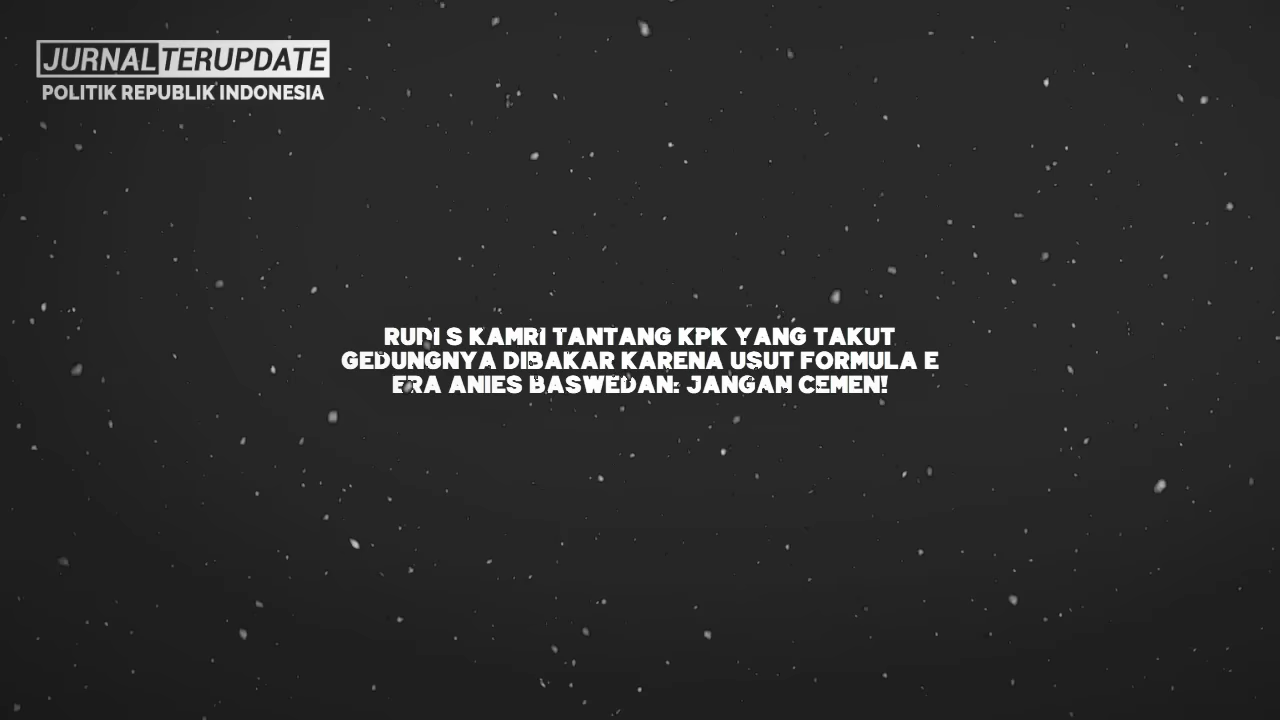 JURNALTERUPDATE
POLITIK REPUBLIK INDONESIA
RUDI S KAMRI TANTANG KPK YANG TAKUT
GEDUNGNYA DIBAKAR KARENA USUT FORMULA E
ERA ANIES BASWEDAN: JANGAN CEMEN!